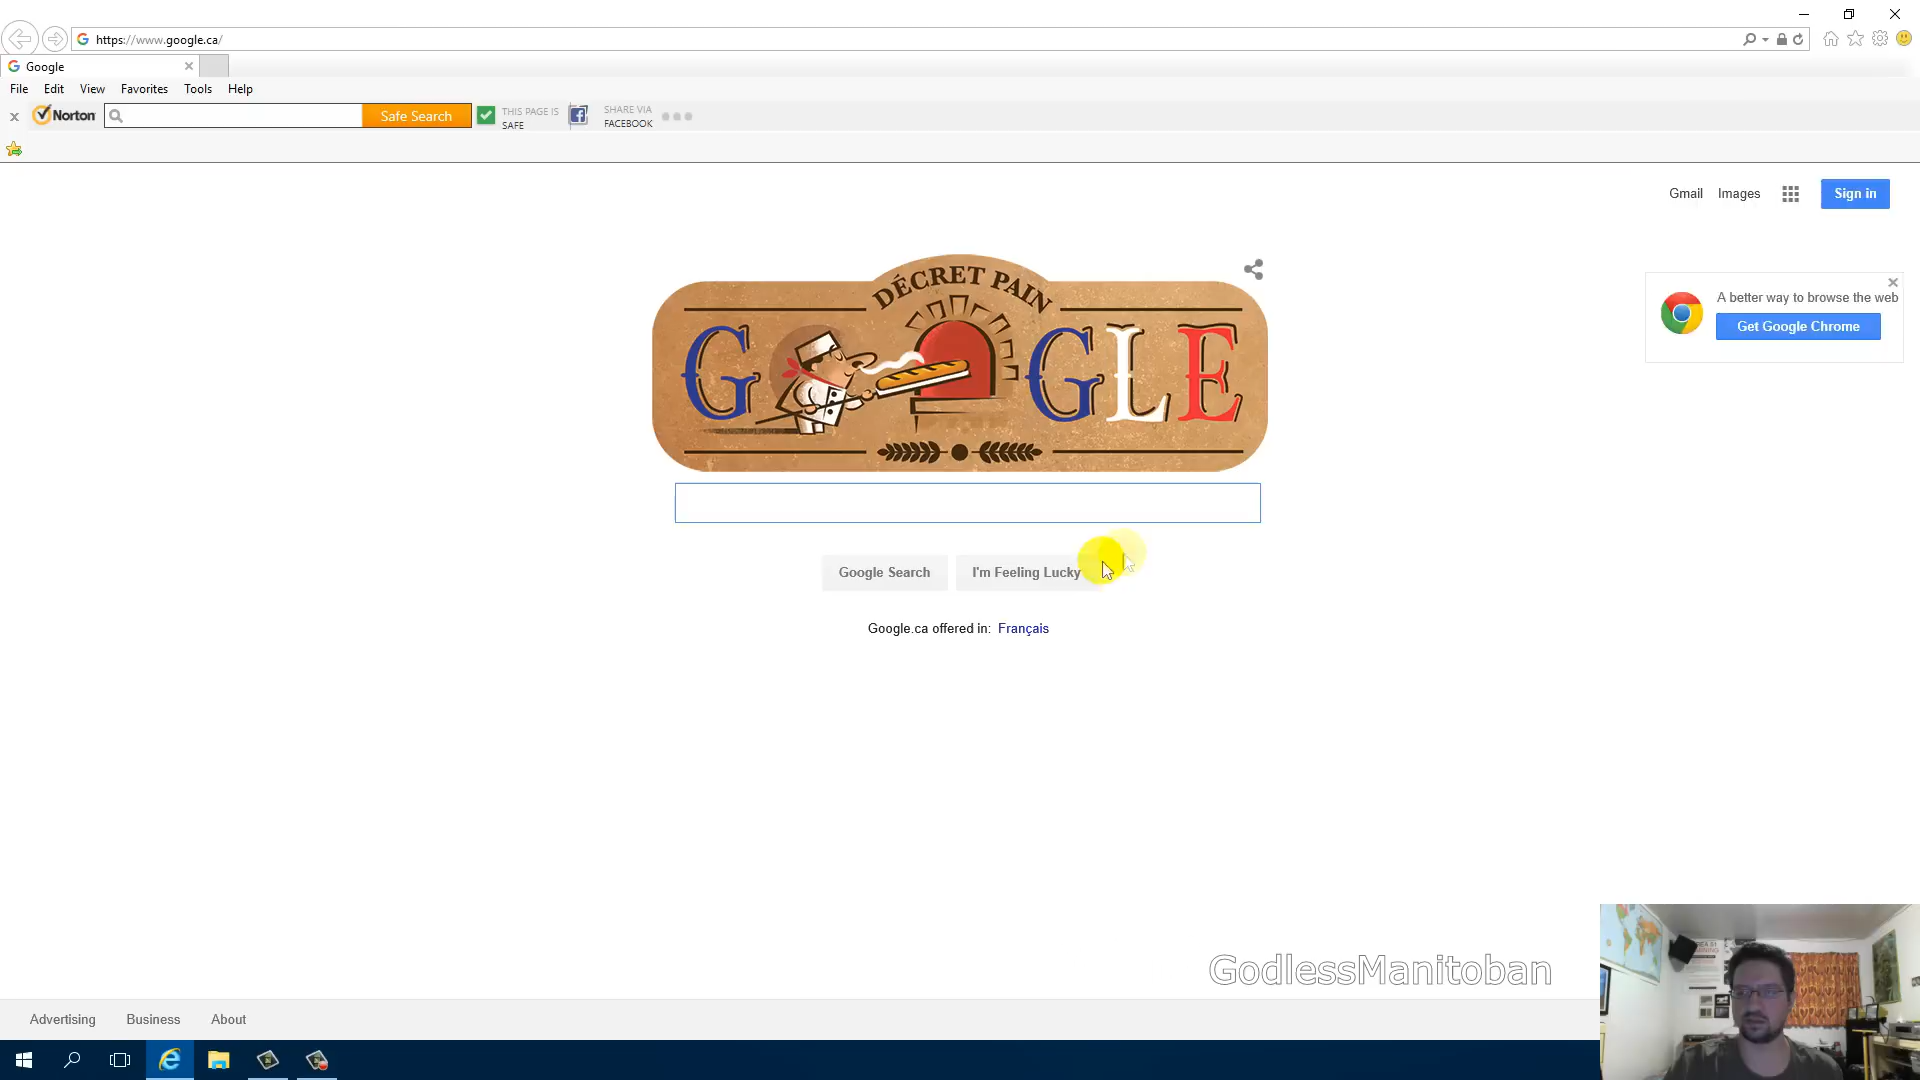 https://www.google.ca/
Google
File Edit View Favorites Tools Help
Norton Safe Search THIS PAGE IS SAFE SHARE VIA FACEBOOK
Gmail Images Sign in
DÉCRET PAIN
G GLE
A better way to browse the web
Get Google Chrome
Google Search I'm Feeling Lucky
Google.ca offered in: Français
GodlessManitoban
Advertising Business About